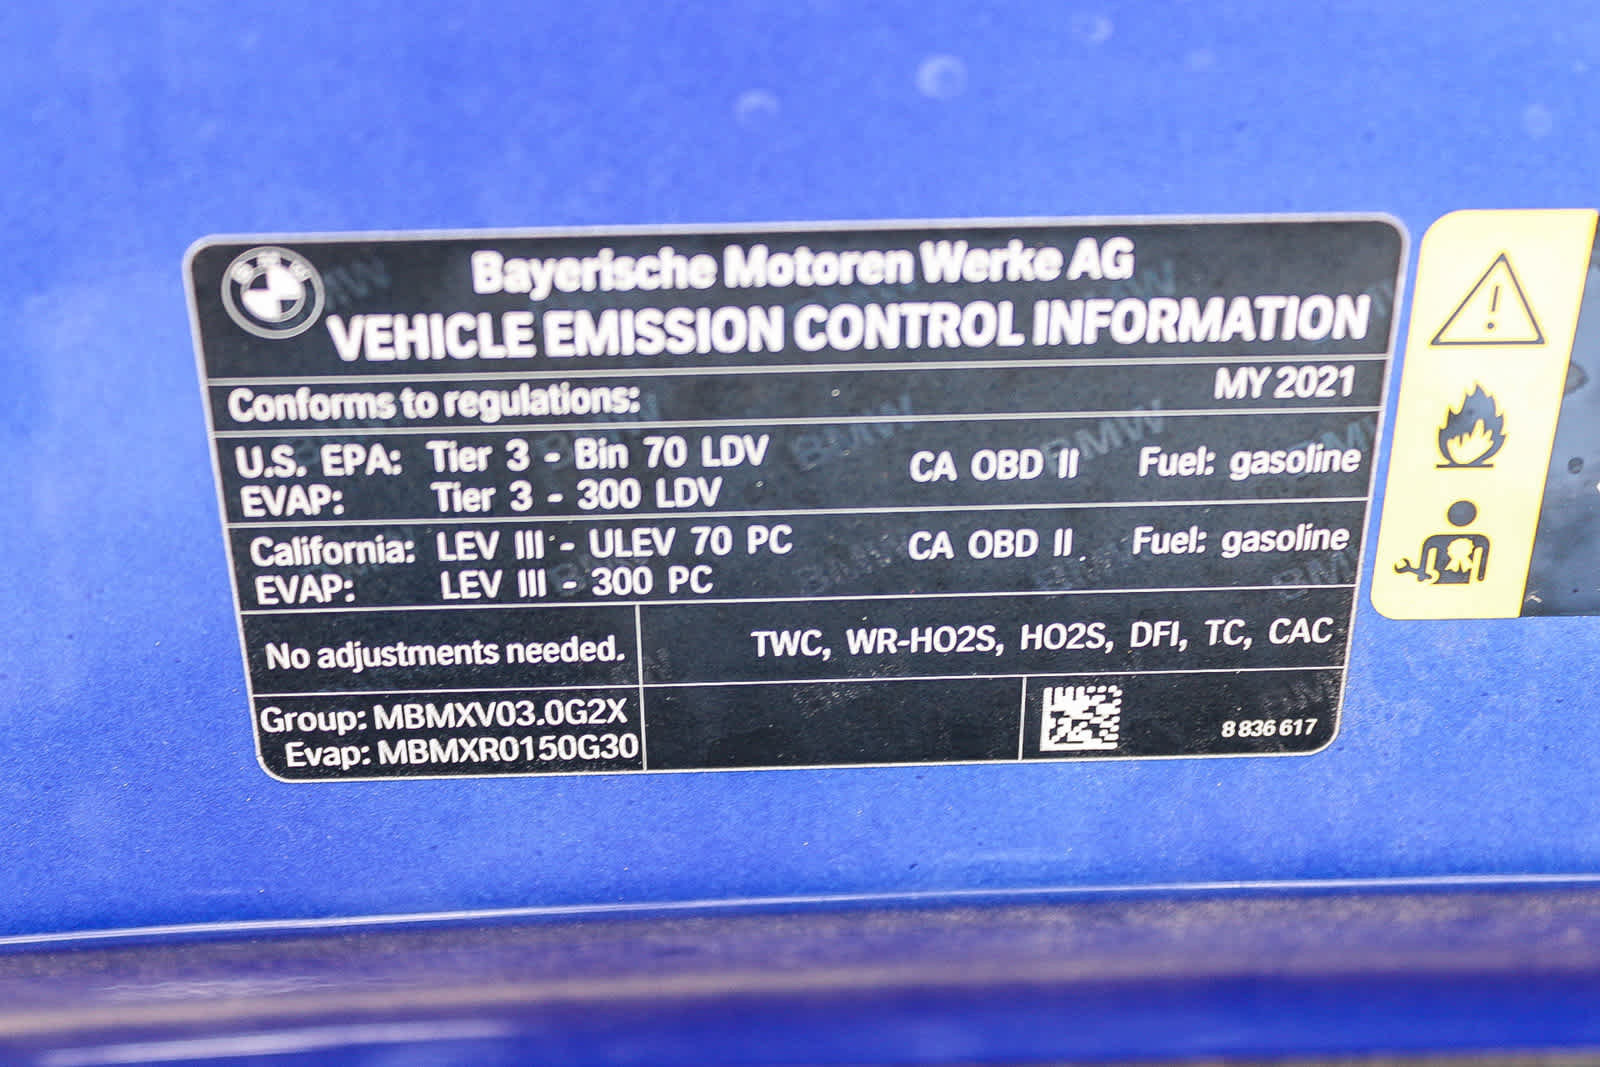 Bayerische Motoren Werke AG
VEHICLE EMISSION CONTROL INFORMATION
Conforms to regulations: MY 2021
U.S. EPA: Tier 3 - Bin 70 LDV CA OBD II Fuel: gasoline
EVAP: Tier 3 - 300 LDV
California: LEV III - ULEV 70 PC CA OBD II Fuel: gasoline
EVAP: LEV III - 300 PC
No adjustments needed. TWC, WR-HO2S, HO2S, DFI, TC, CAC
Group: MBMXV03.0G2X
Evap: MBMXR0150G30
8 836 617